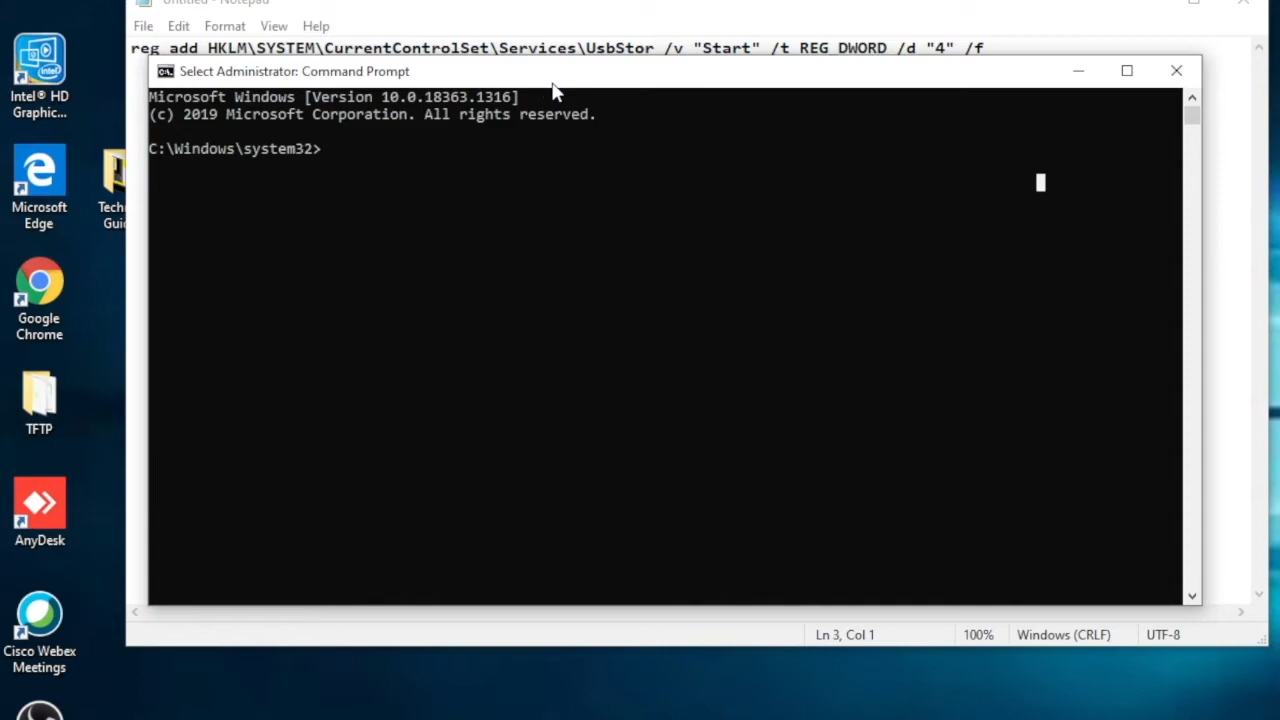 Untitled - Notepad
File Edit Format View Help
reg add HKLM\SYSTEM\CurrentControlSet\Services\UsbStor /v "Start" /t REG_DWORD /d "4" /f
Select Administrator: Command Prompt
Microsoft Windows [Version 10.0.18363.1316]
(c) 2019 Microsoft Corporation. All rights reserved.
C:\Windows\system32>
Intel® HD
Graphic...
Microsoft
Edge
Google
Chrome
TFTP
AnyDesk
Cisco Webex
Meetings
Ln 3, Col 1
100%
Windows (CRLF)
UTF-8